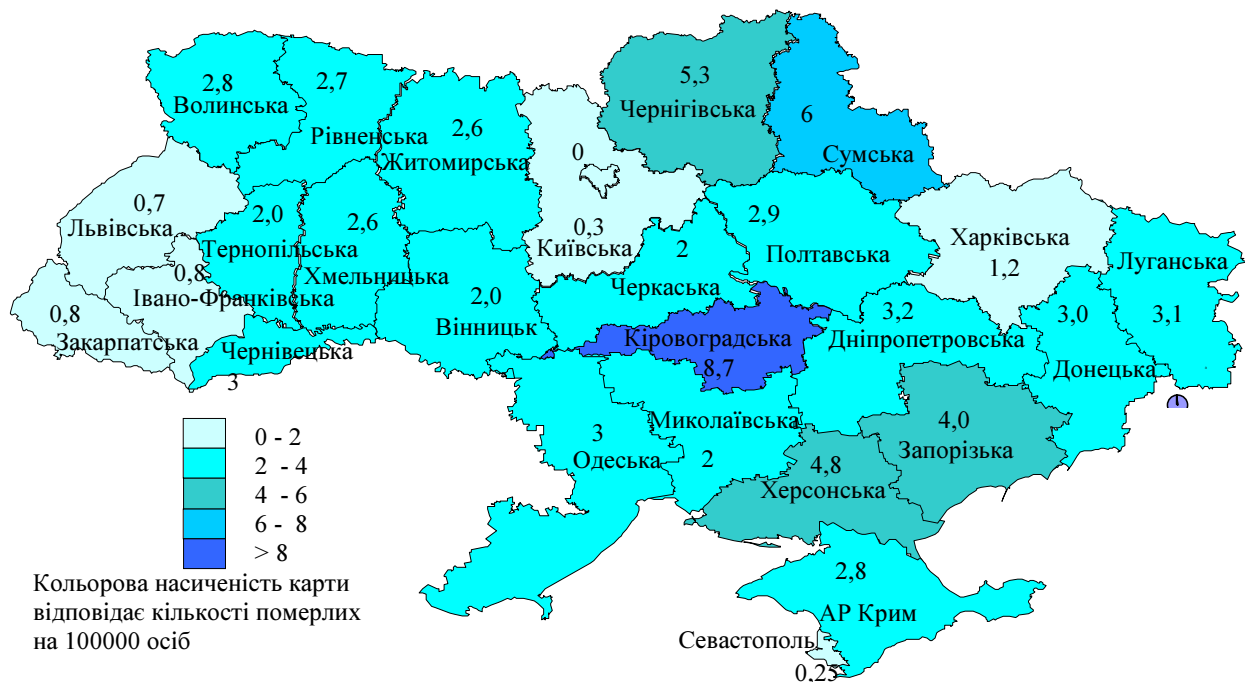 2,8
Волинська
2,7
Рівненська
2,6
Житомирська
0
0,3
Київська
5,3
Чернігівська
6
Сумська
0,7
Львівська
2,0
Тернопільська
2,6
Хмельницька
0,8
Івано-Франківська
0,8
Закарпатська
Чернівецька
3
2,0
Вінницьк
2
Черкаська
2,9
Полтавська
Харківська
1,2
Луганська
3,1
3,0
Донецька
3,2
Дніпропетровська
Кіровоградська
8,7
Миколаївська
2
3
Одеська
4,0
Запорізька
4,8
Херсонська
2,8
АР Крим
Севастополь
0,25
0 - 2
2 - 4
4 - 6
6 - 8
> 8
Кольорова насиченість карти
відповідає кількості померлих
на 100000 осіб